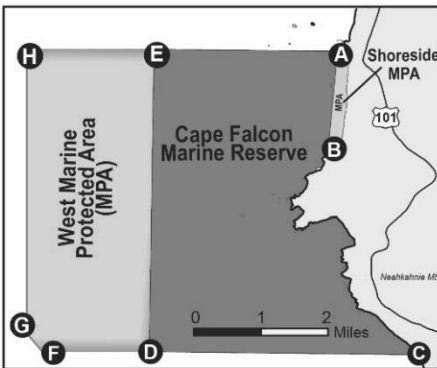 H
E
A
Shoreside
MPA
MPA
101
Cape Falcon
Marine Reserve
B
West Marine
Protected Area
(MPA)
Neahkahnie Mt
G
0 1 2
Miles
F
D
C